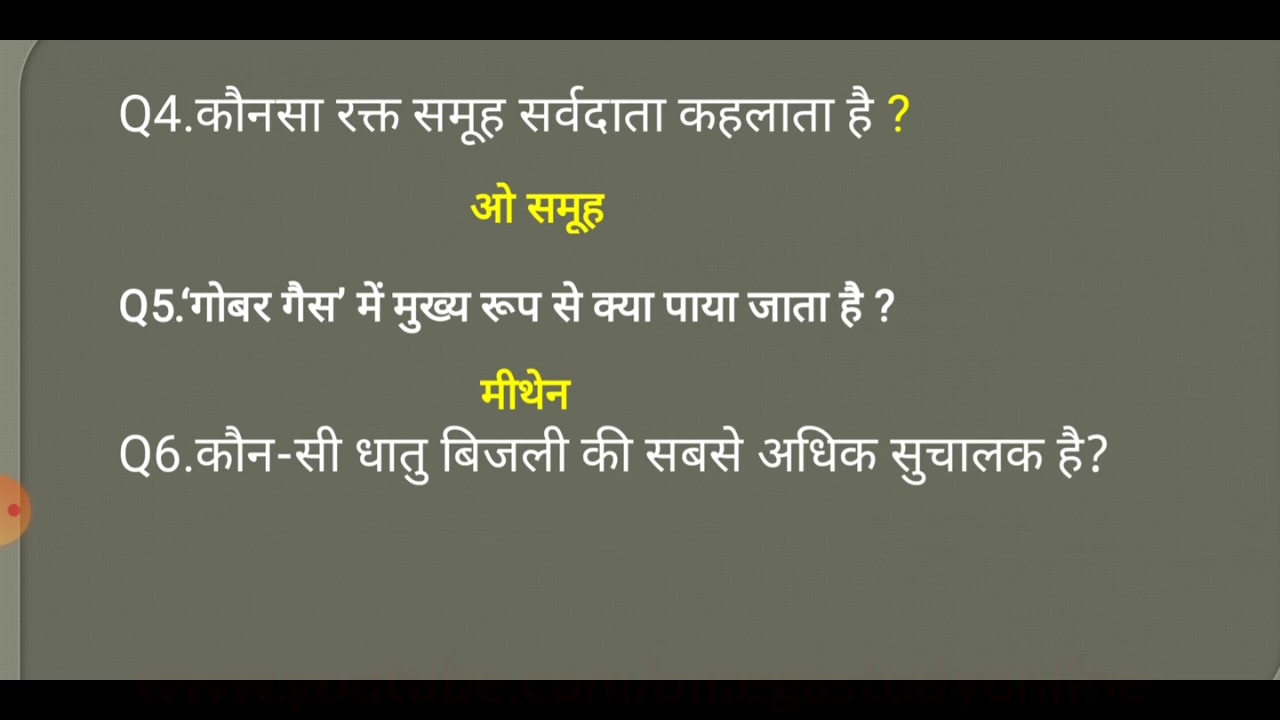 Q4.कौनसा रक्त समूह सर्वदाता कहलाता है ?
ओ समूह
Q5.‘गोबर गैस’ में मुख्य रूप से क्या पाया जाता है ?
मीथेन
Q6.कौन-सी धातु बिजली की सबसे अधिक सुचालक है?